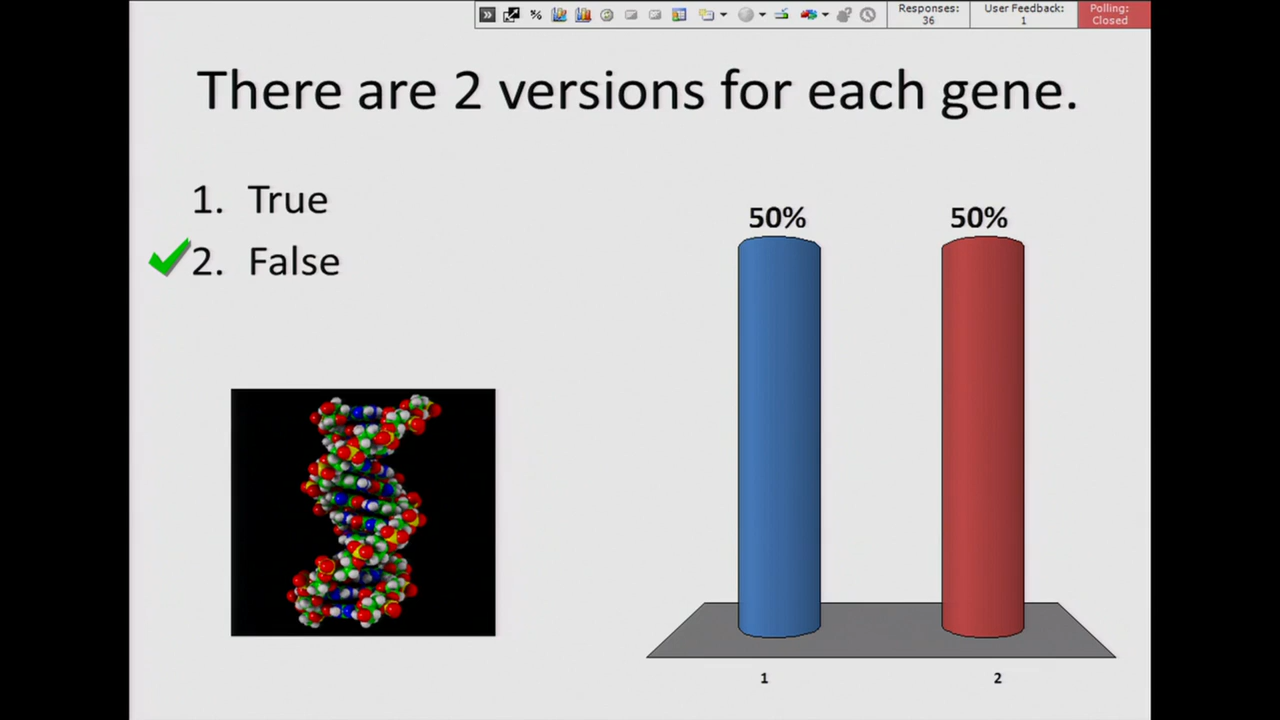 Responses:
36
User Feedback:
1
Polling:
Closed
There are 2 versions for each gene.
1. True
2. False
50%
50%
1
2